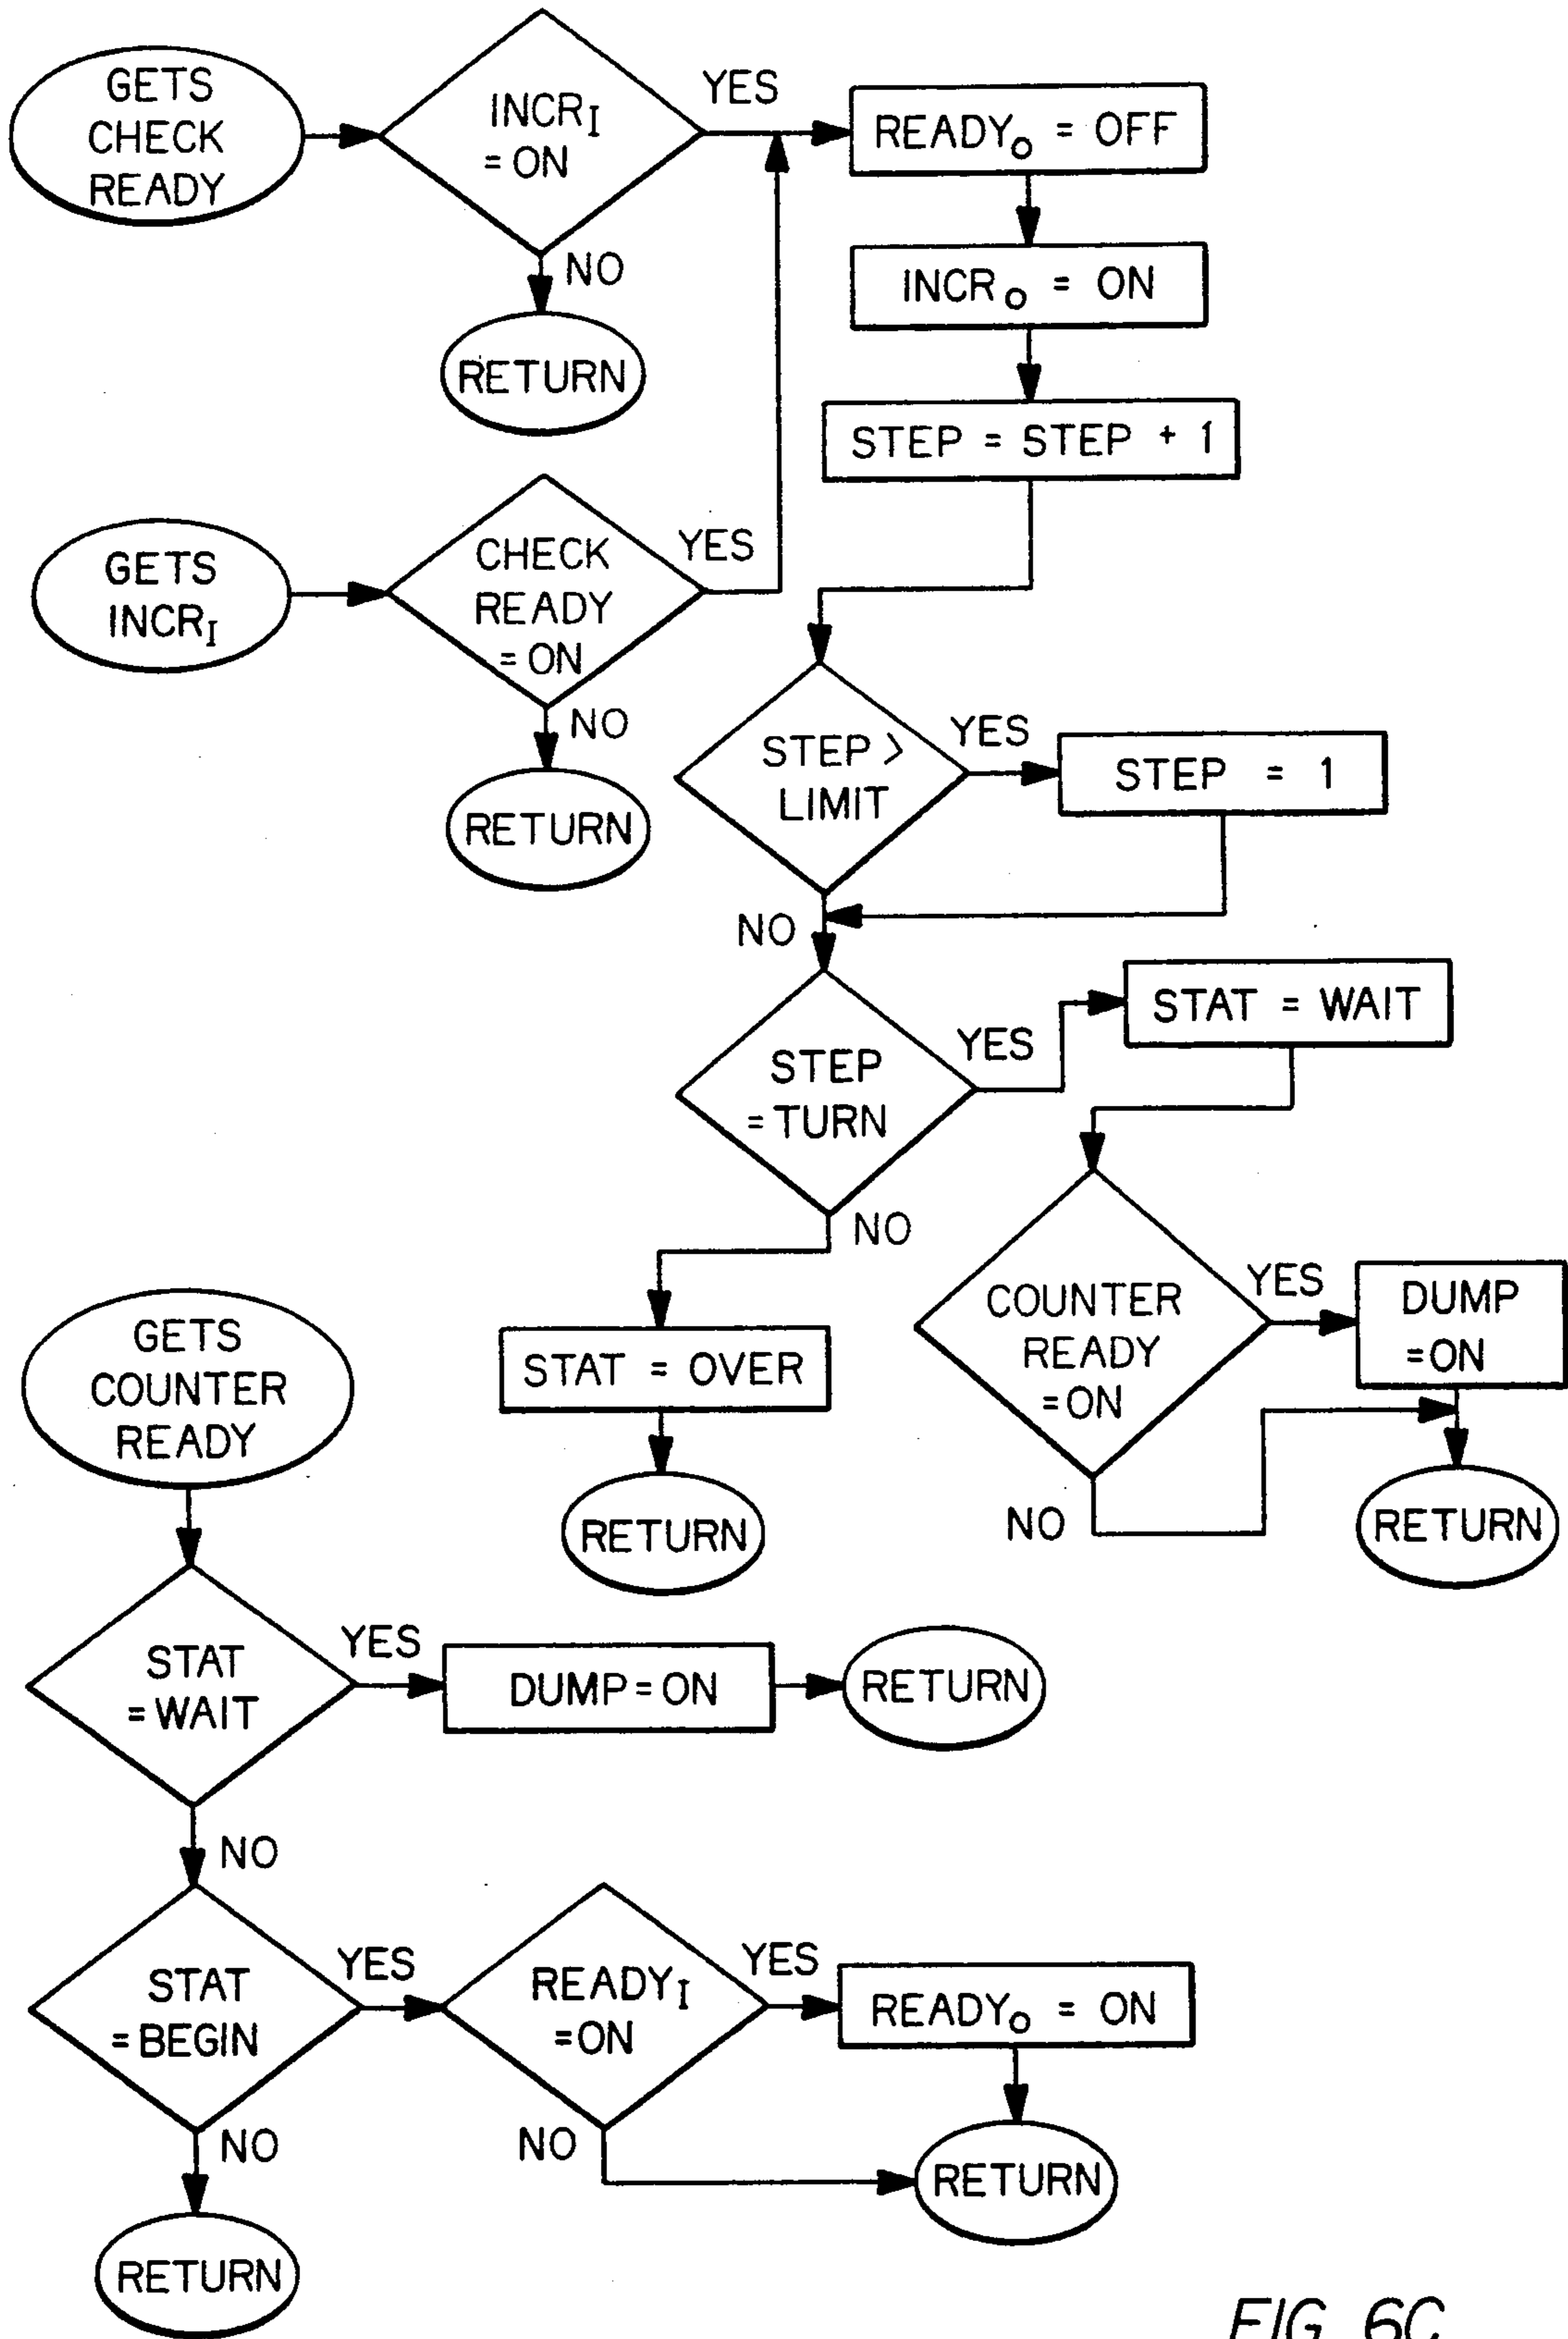 GETS
CHECK
READY
INCRI
= ON
YES
READYO = OFF
NO
RETURN
INCRO = ON
STEP = STEP + 1
GETS
INCRI
CHECK
READY
= ON
YES
NO
RETURN
STEP >
LIMIT
YES
STEP = 1
NO
STEP
= TURN
YES
STAT = WAIT
NO
STAT = OVER
RETURN
COUNTER
READY
= ON
YES
DUMP
= ON
NO
RETURN
GETS
COUNTER
READY
STAT
= WAIT
YES
DUMP = ON
RETURN
NO
STAT
= BEGIN
YES
READYI
= ON
YES
READYO = ON
NO
RETURN
NO
RETURN
FIG. 6C